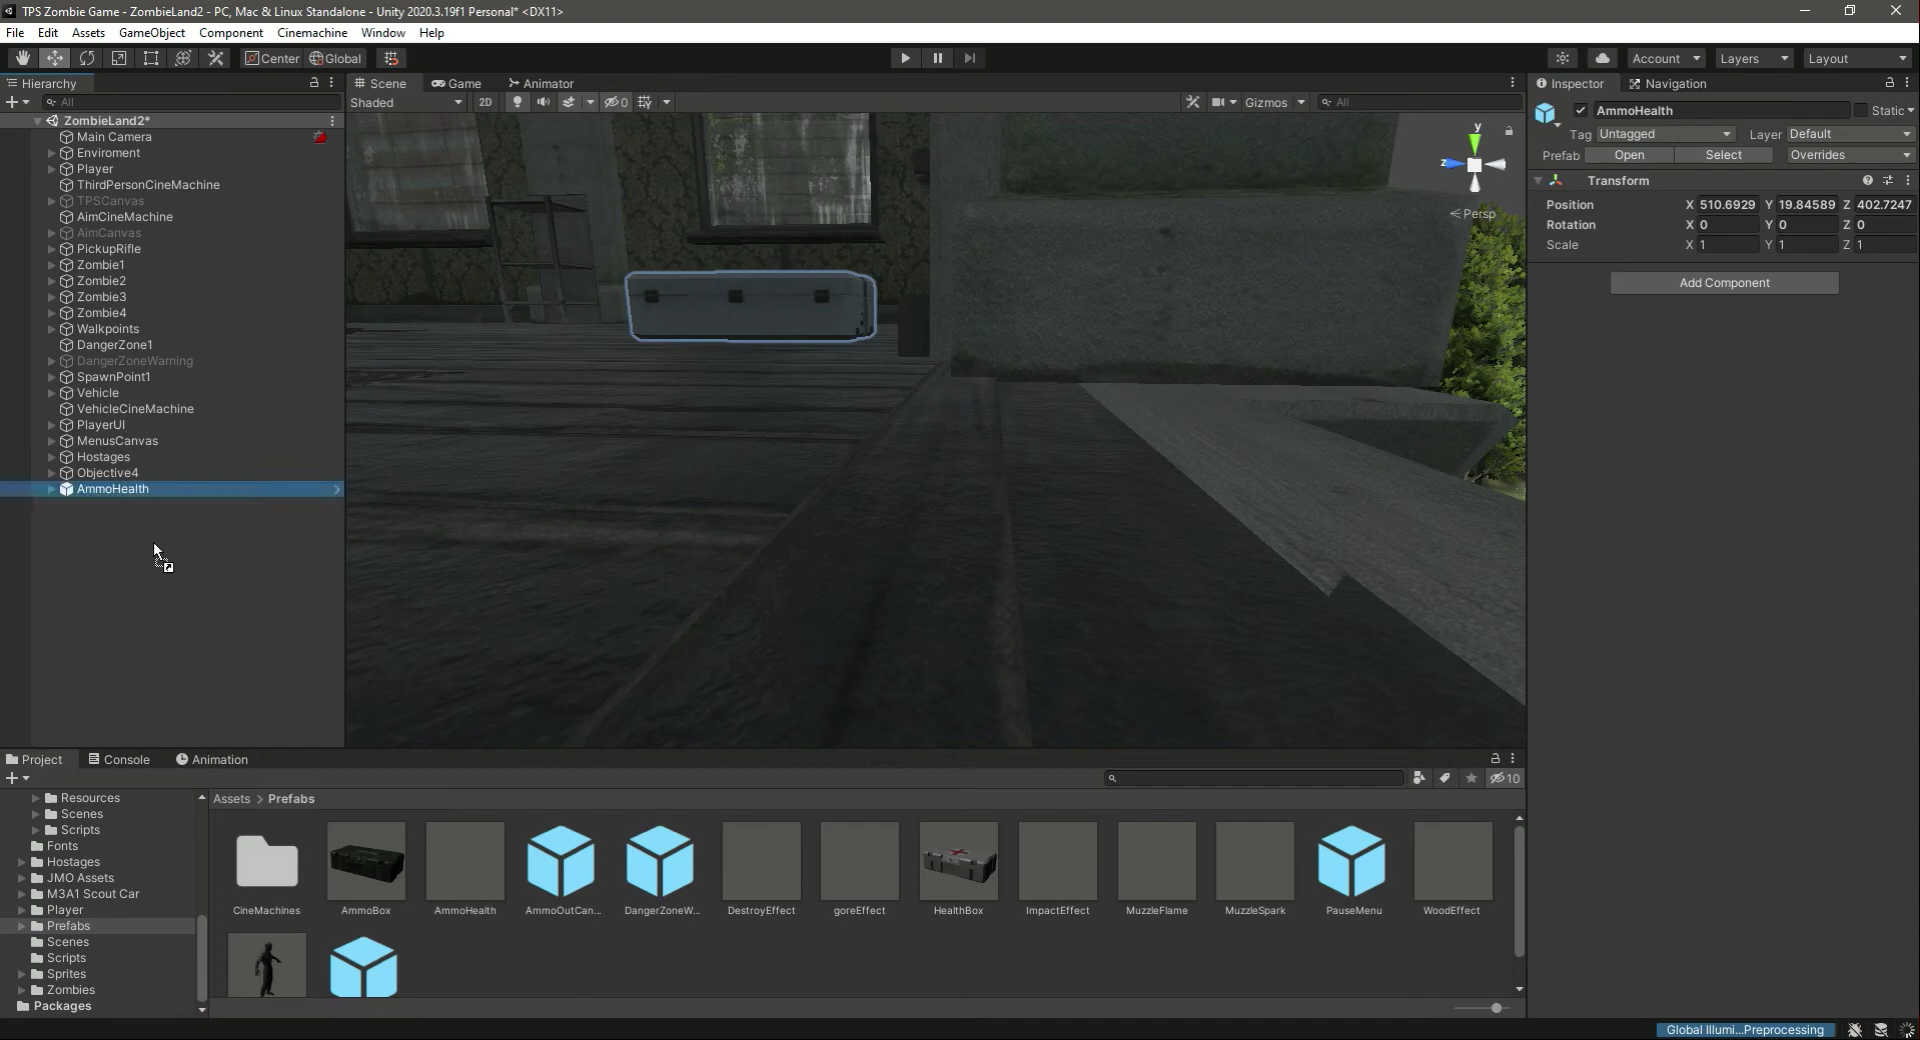 TPS Zombie Game - ZombieLand2 - PC, Mac & Linux Standalone - Unity 2020.3.19f1 Personal* <DX11>
File Edit Assets GameObject Component Cinemachine Window Help
Center Global Account Layers Layout
Hierarchy
All
ZombieLand2*
Main Camera
Enviroment
Player
ThirdPersonCineMachine
TPSCanvas
AimCineMachine
AimCanvas
PickupRifle
Zombie1
Zombie2
Zombie3
Zombie4
Walkpoints
DangerZone1
DangerZoneWarning
SpawnPoint1
Vehicle
VehicleCineMachine
PlayerUI
MenusCanvas
Hostages
Objective4
AmmoHealth
Scene Game Animator
Shaded 2D 0 Gizmos All
y
z
Persp
Inspector Navigation
AmmoHealth Static
Tag Untagged Layer Default
Prefab Open Select Overrides
Transform
Position X 510.6929 Y 19.84589 Z 402.7247
Rotation X 0 Y 0 Z 0
Scale X 1 Y 1 Z 1
Add Component
Project Console Animation
10
Resources
Scenes
Scripts
Fonts
Hostages
JMO Assets
M3A1 Scout Car
Player
Prefabs
Scenes
Scripts
Sprites
Zombies
Packages
Assets > Prefabs
CineMachines AmmoBox AmmoHealth AmmoOutCan... DangerZoneW... DestroyEffect goreEffect HealthBox ImpactEffect MuzzleFlame MuzzleSpark PauseMenu WoodEffect
Global Illumi...Preprocessing